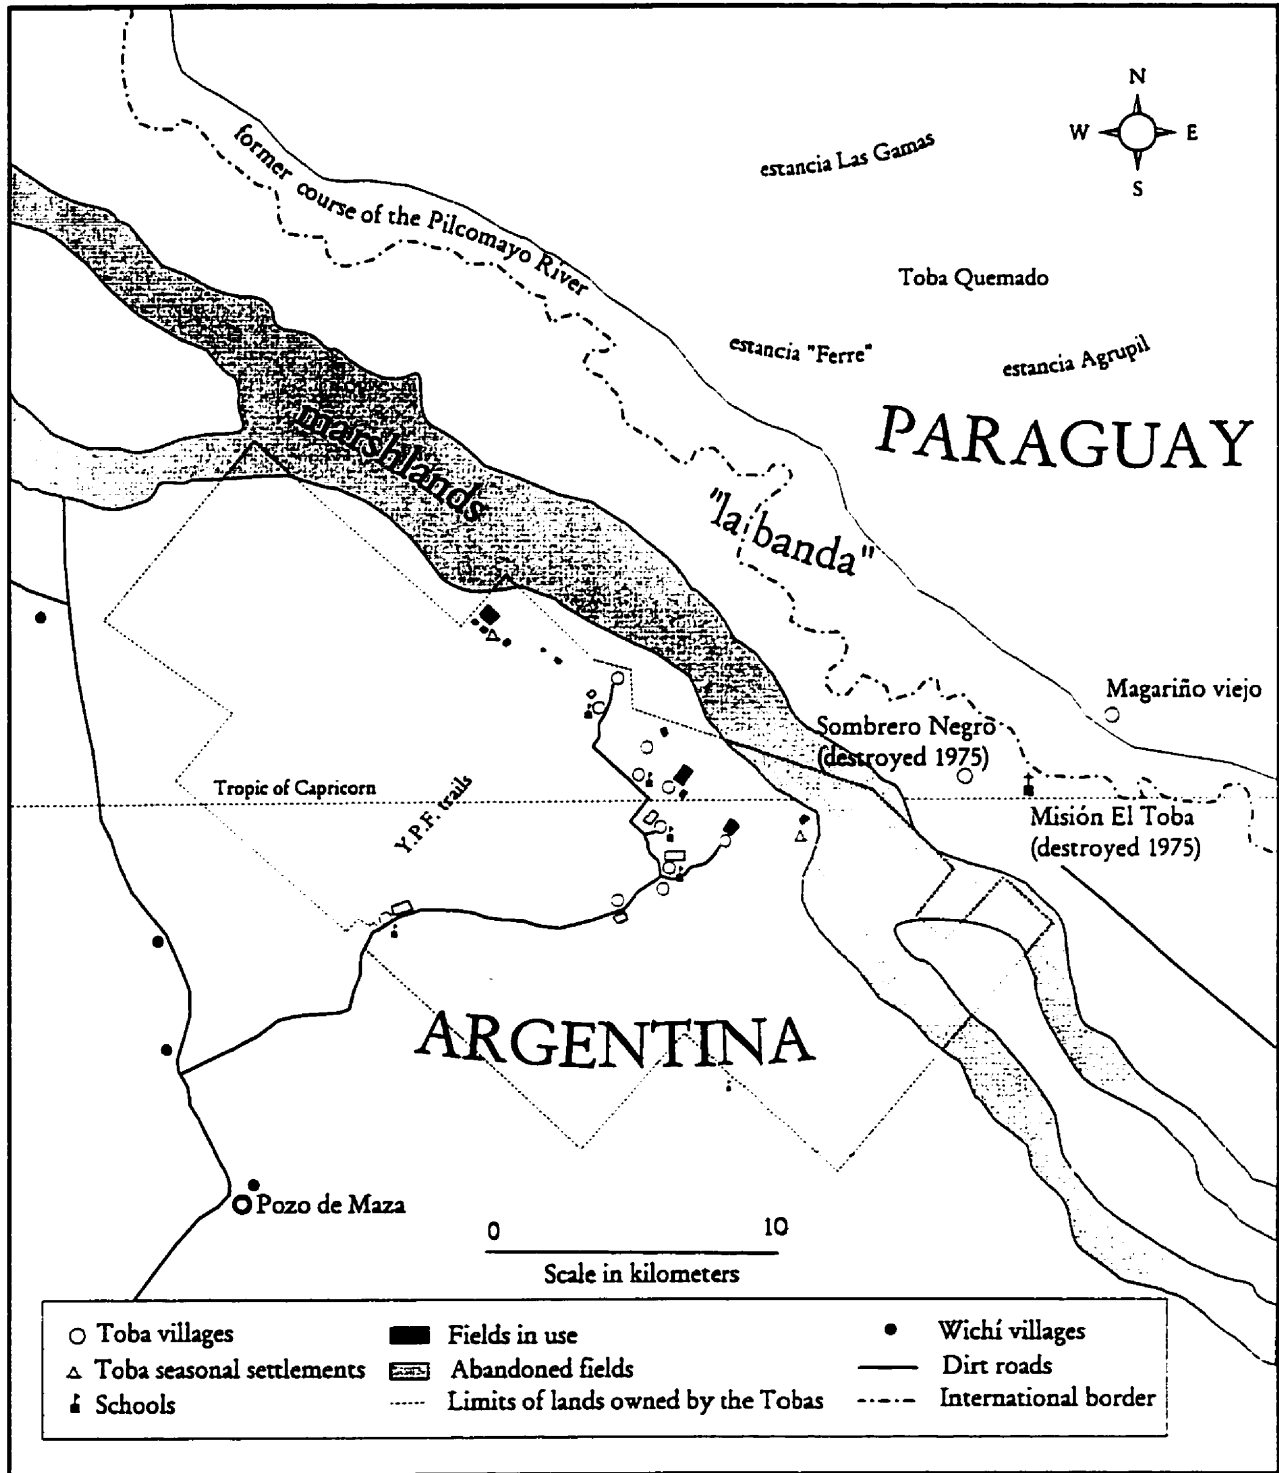 N
W E
S
former course of the Pilcomayo River
estancia Las Gamas
Toba Quemado
estancia "Ferre"
estancia Agrupil
PARAGUAY
marshlands
"la banda"
Magariño viejo
Sombrero Negro
(destroyed 1975)
Tropic of Capricorn
Y.P.F. trails
Misión El Toba
(destroyed 1975)
ARGENTINA
Pozo de Maza
0 10
Scale in kilometers
Toba villages
Toba seasonal settlements
Schools
Fields in use
Abandoned fields
Limits of lands owned by the Tobas
Wichí villages
Dirt roads
International border